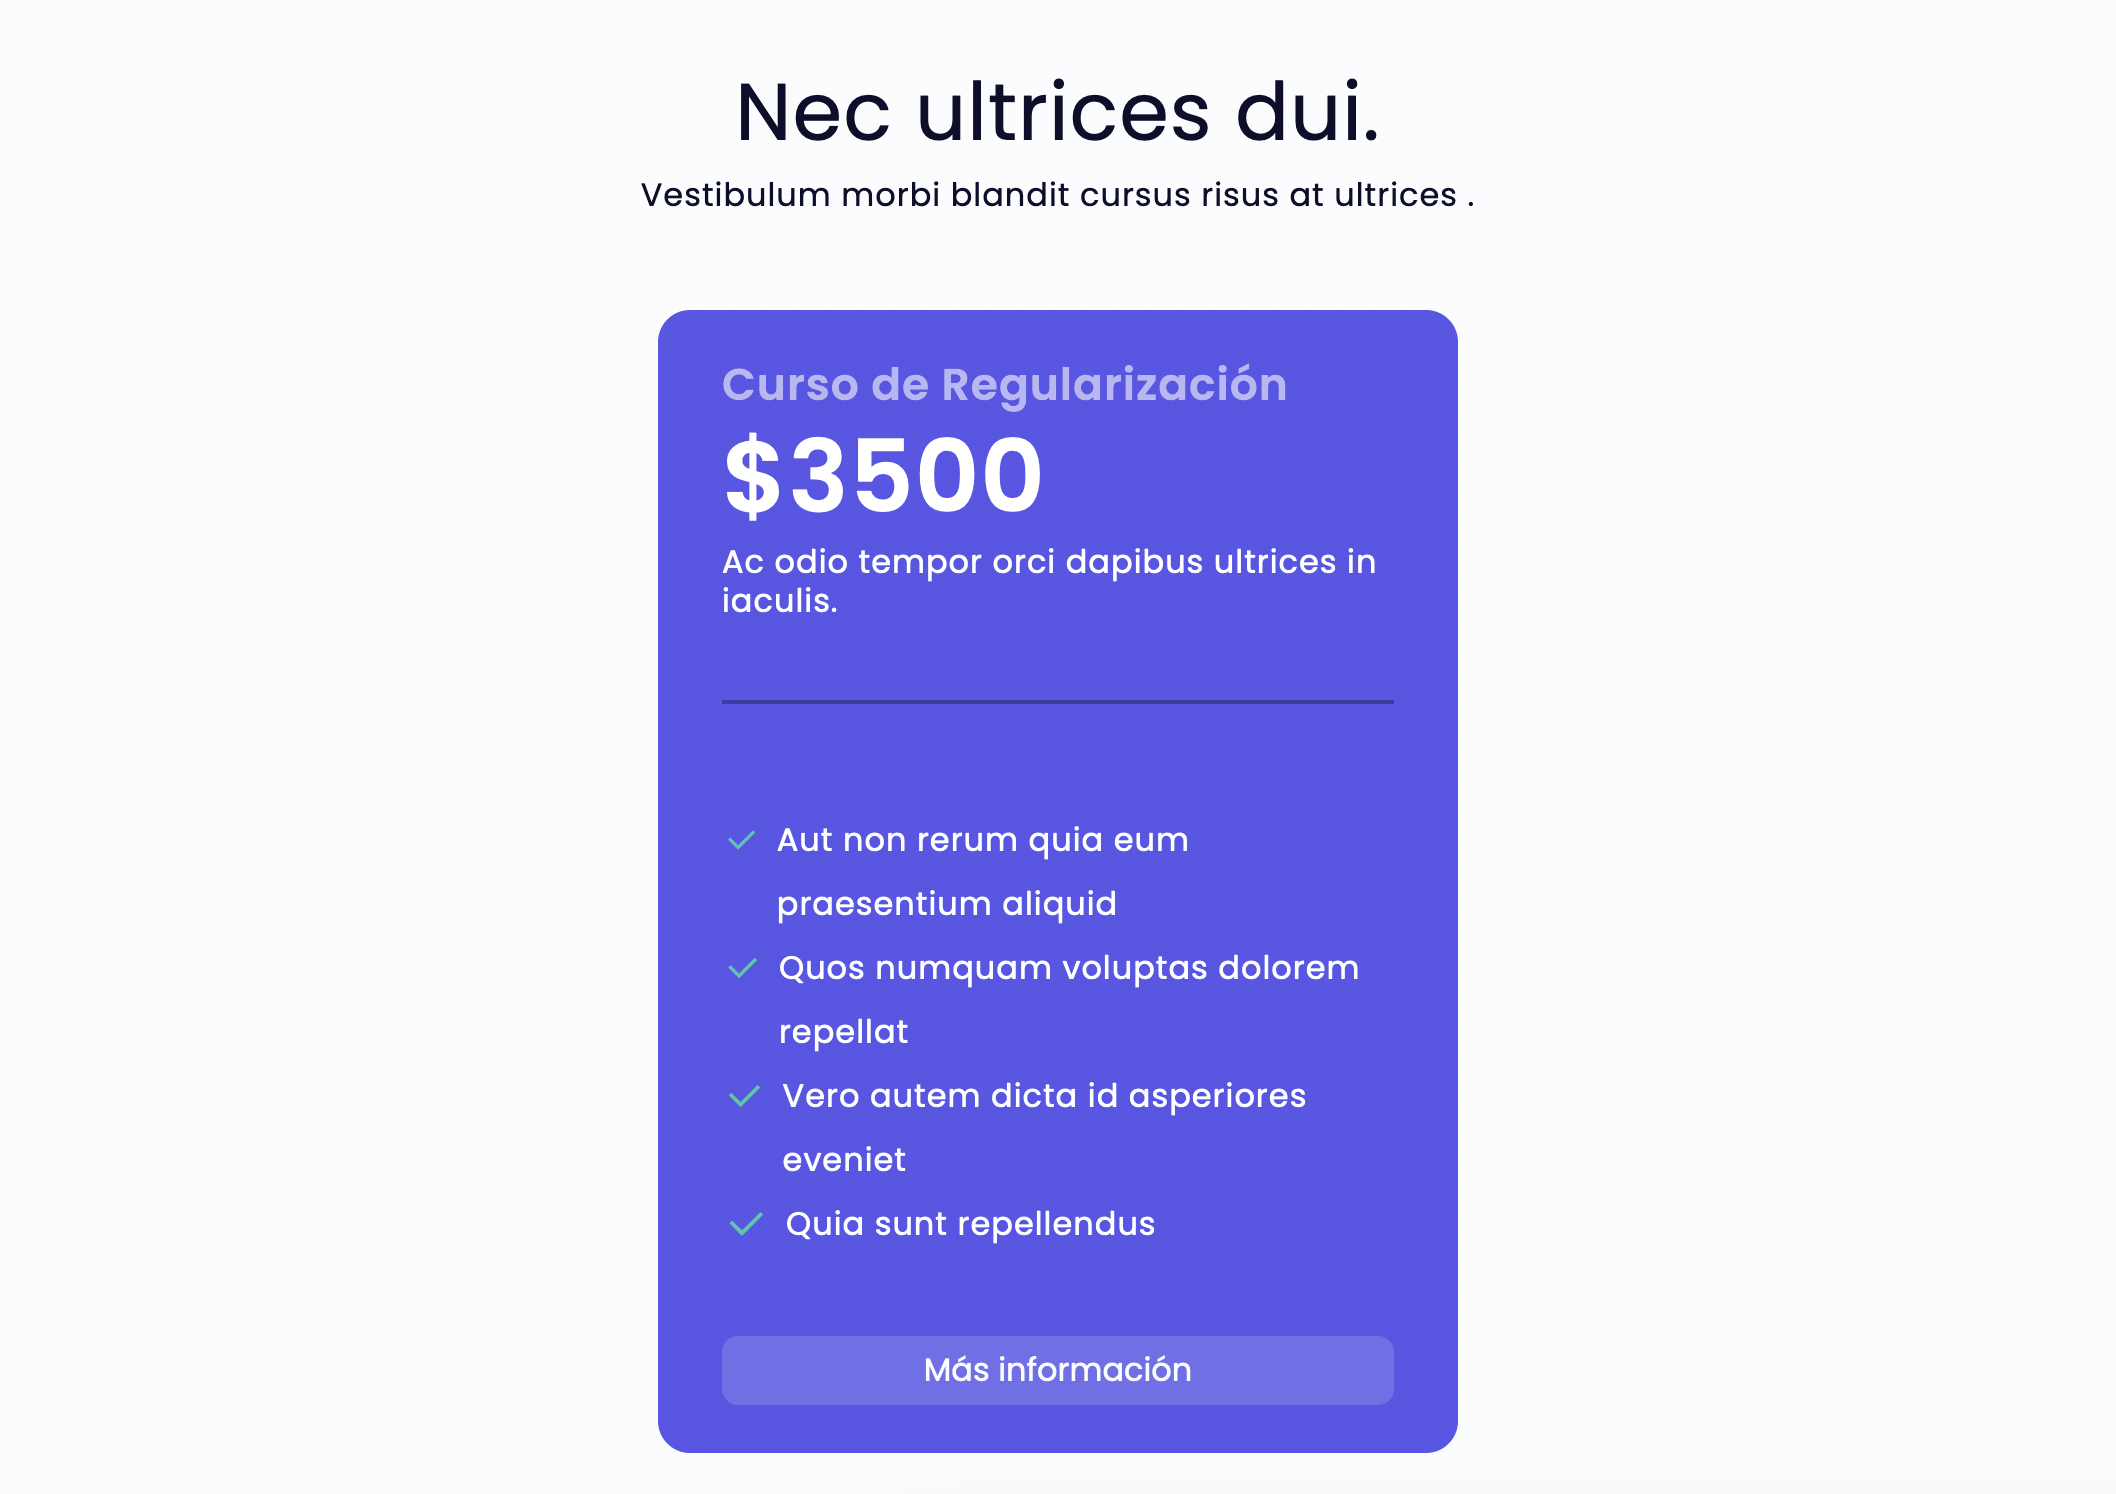 Nec ultrices dui.
Vestibulum morbi blandit cursus risus at ultrices .
Curso de Regularización
$3500
Ac odio tempor orci dapibus ultrices in
iaculis.
Aut non rerum quia eum
praesentium aliquid
Quos numquam voluptas dolorem
repellat
Vero autem dicta id asperiores
eveniet
Quia sunt repellendus
Más información